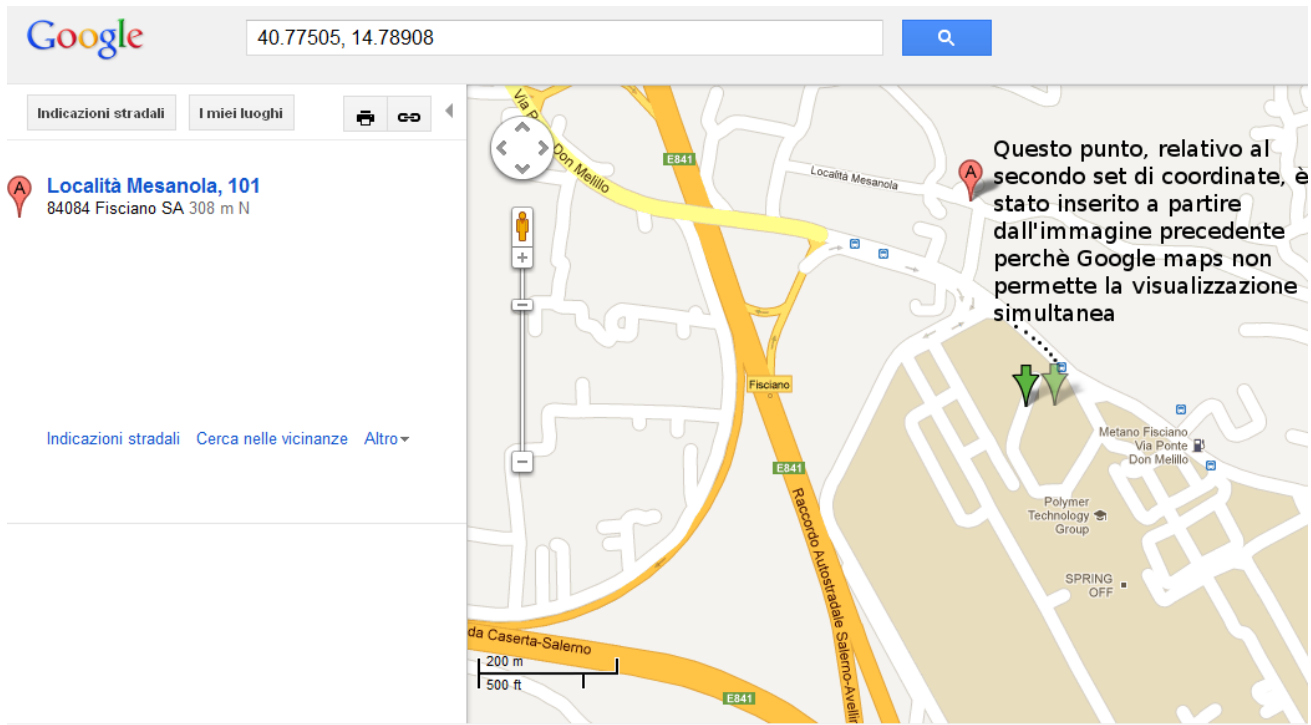 Google
40.77505, 14.78908
Indicazioni stradali
I miei luoghi
A
Località Mesanola, 101
84084 Fisciano SA 308 m N
Indicazioni stradali Cerca nelle vicinanze Altro
Via P
Don Melillo
E841
Località Mesanola
A
Questo punto, relativo al
secondo set di coordinate, è
stato inserito a partire
dall'immagine precedente
perchè Google maps non
permette la visualizzazione
simultanea
Fisciano
Metano Fisciano
Via Ponte
Don Melillo
E841
Raccordo Autostradale Salerno-Avellin
Polymer
Technology
Group
SPRING
OFF
da Caserta-Salerno
200 m
500 ft
E841